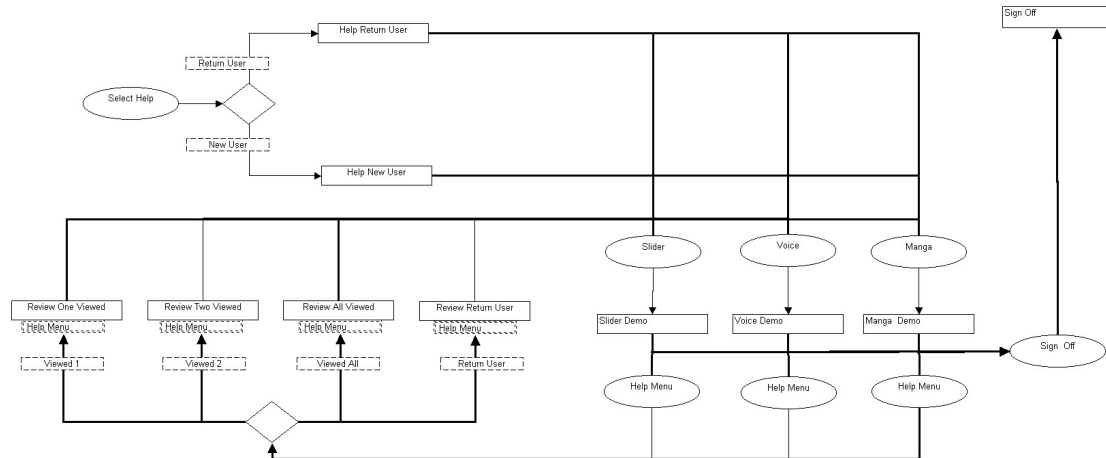 Sign Off
Help Return User
Return User
Select Help
New User
Help New User
Slider
Voice
Manga
Review One Viewed
Review Two Viewed
Review All Viewed
Review Return User
Help Menu
Help Menu
Help Menu
Help Menu
Slider Demo
Voice Demo
Manga Demo
Sign Off
Viewed 1
Viewed 2
Viewed All
Return User
Help Menu
Help Menu
Help Menu